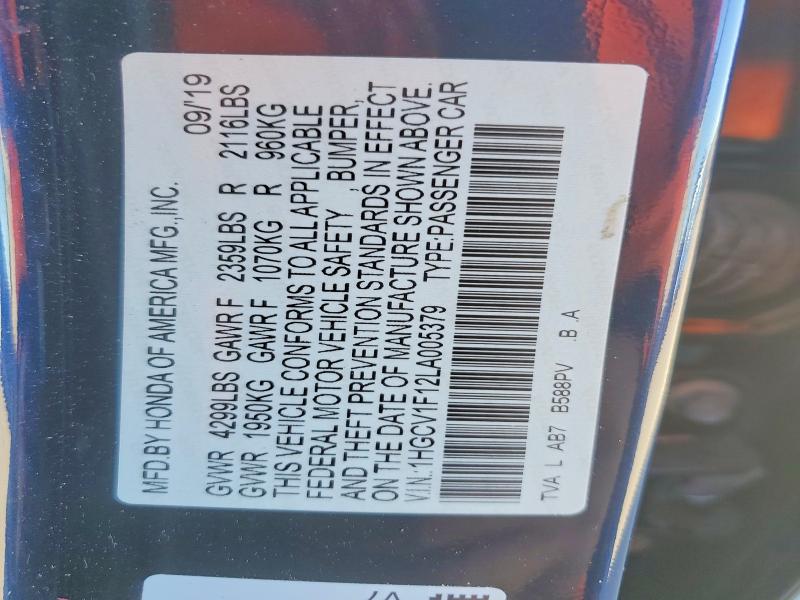 MFD.BY HONDA OF AMERICA MFG.,INC. 09/'19
GVWR 4299LBS GAWR F 2359LBS R 2116LBS
GVWR 1950KG GAWR F 1070KG R 960KG
THIS VEHICLE CONFORMS TO ALL APPLICABLE
FEDERAL MOTOR VEHICLE SAFETY , BUMPER,
AND THEFT PREVENTION STANDARDS IN EFFECT
ON THE DATE OF MANUFACTURE SHOWN ABOVE.
V.I.N.:1HGCV1F12LA005379 TYPE:PASSENGER CAR
TVA L AB7 B588PV .B .A